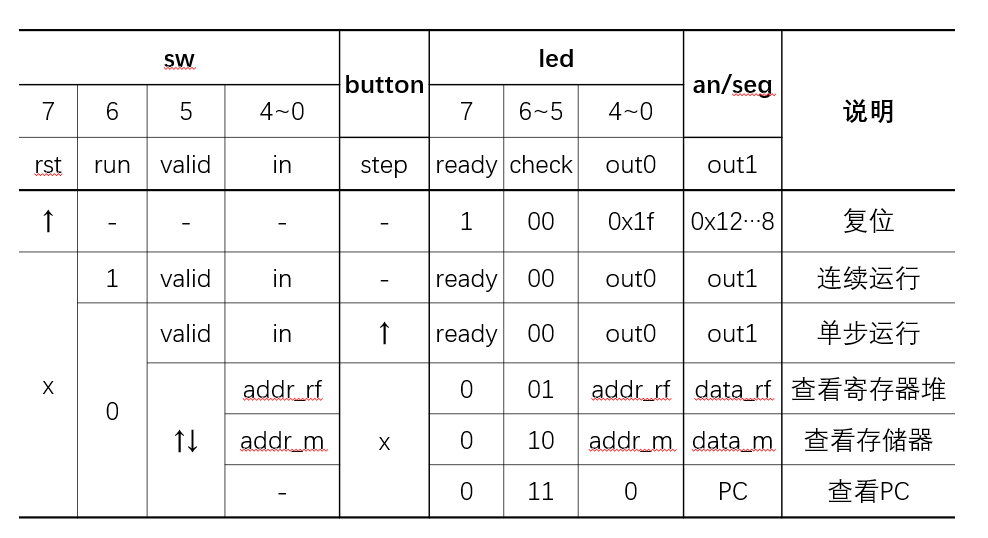 sw button led an/seg 说明
7 6 5 4~0 7 6~5 4~0
rst run valid in step ready check out0 out1
↑ - - - - 1 00 0x1f 0x12…8 复位
x 1 valid in - ready 00 out0 out1 连续运行
0 valid in ↑ ready 00 out0 out1 单步运行
↑↓ addr_rf x 0 01 addr_rf data_rf 查看寄存器堆
addr_m 0 10 addr_m data_m 查看存储器
- 0 11 0 PC 查看PC